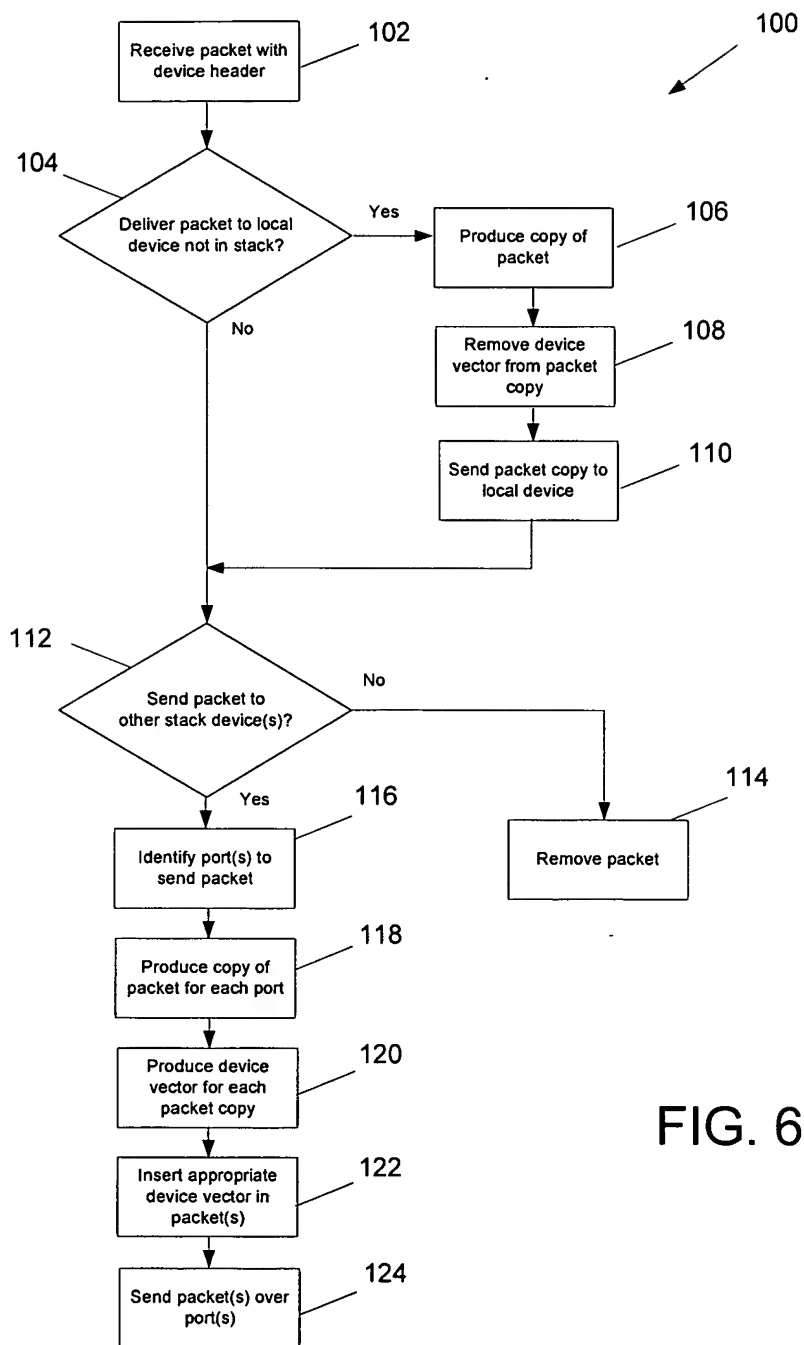 100
Receive packet with
device header
102
104
Deliver packet to local
device not in stack?
Yes
No
Produce copy of
packet
106
Remove device
vector from packet
copy
108
Send packet copy to
local device
110
112
Send packet to
other stack device(s)?
No
Yes
114
Remove packet
116
Identify port(s) to
send packet
118
Produce copy of
packet for each port
120
Produce device
vector for each
packet copy
122
Insert appropriate
device vector in
packet(s)
124
Send packet(s) over
port(s)
FIG. 6